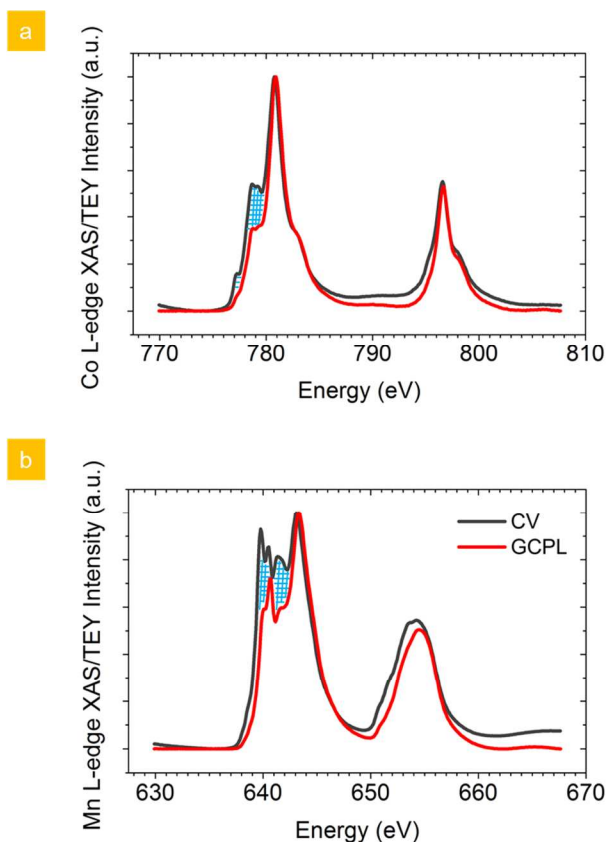 a
Co L-edge XAS/TEY Intensity (a.u.)
770 780 790 800 810
Energy (eV)
b
Mn L-edge XAS/TEY Intensity (a.u.)
CV
GCPL
630 640 650 660 670
Energy (eV)